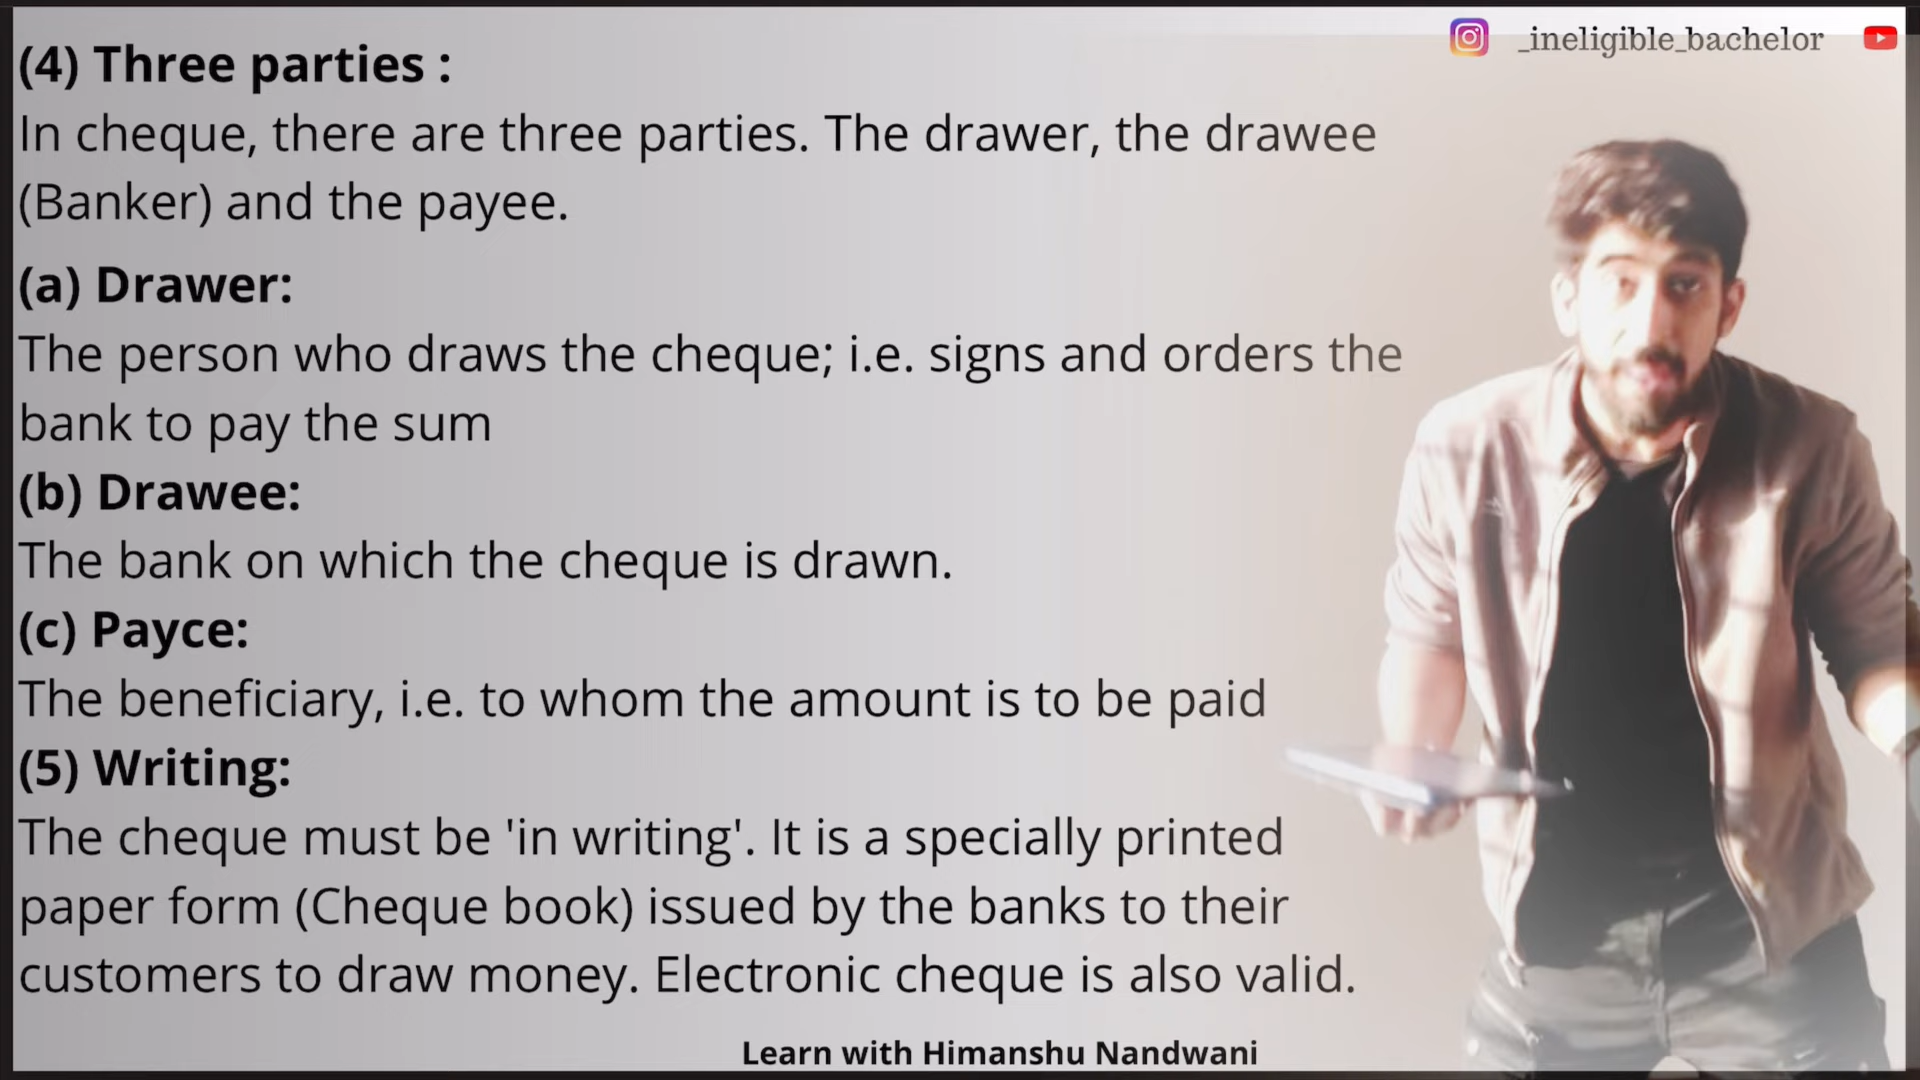 _ineligible_bachelor
(4) Three parties :
In cheque, there are three parties. The drawer, the drawee
(Banker) and the payee.
(a) Drawer:
The person who draws the cheque; i.e. signs and orders the
bank to pay the sum
(b) Drawee:
The bank on which the cheque is drawn.
(c) Payce:
The beneficiary, i.e. to whom the amount is to be paid
(5) Writing:
The cheque must be 'in writing'. It is a specially printed
paper form (Cheque book) issued by the banks to their
customers to draw money. Electronic cheque is also valid.
Learn with Himanshu Nandwani